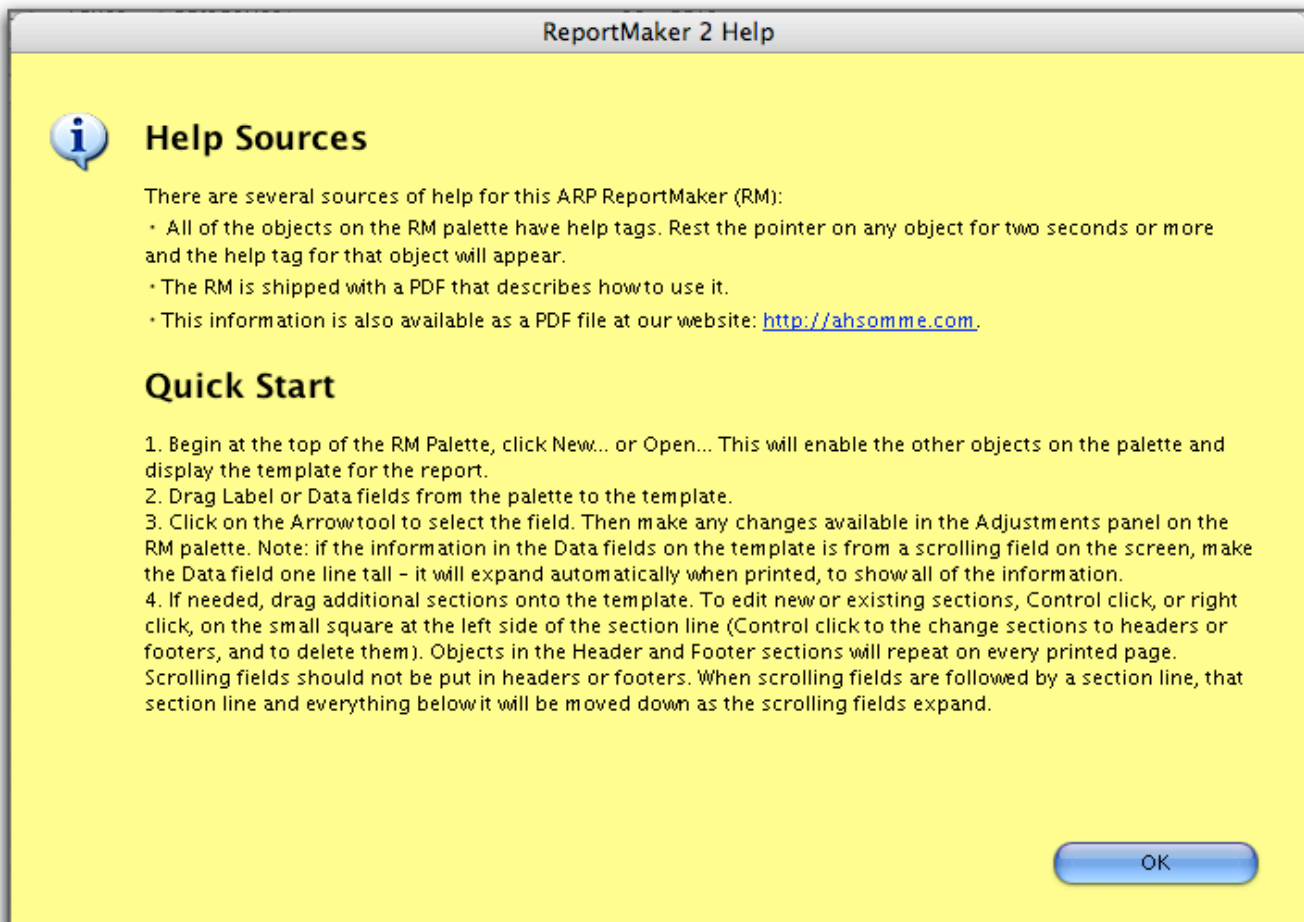 ReportMaker 2 Help
Help Sources
There are several sources of help for this ARP ReportMaker (RM):
· All of the objects on the RM palette have help tags. Rest the pointer on any object for two seconds or more
and the help tag for that object will appear.
· The RM is shipped with a PDF that describes how to use it.
· This information is also available as a PDF file at our website: http://ahsomme.com.
Quick Start
1. Begin at the top of the RM Palette, click New... or Open... This will enable the other objects on the palette and
display the template for the report.
2. Drag Label or Data fields from the palette to the template.
3. Click on the Arrow tool to select the field. Then make any changes available in the Adjustments panel on the
RM palette. Note: if the information in the Data fields on the template is from a scrolling field on the screen, make
the Data field one line tall – it will expand automatically when printed, to show all of the information.
4. If needed, drag additional sections onto the template. To edit new or existing sections, Control click, or right
click, on the small square at the left side of the section line (Control click to the change sections to headers or
footers, and to delete them). Objects in the Header and Footer sections will repeat on every printed page.
Scrolling fields should not be put in headers or footers. When scrolling fields are followed by a section line, that
section line and everything below it will be moved down as the scrolling fields expand.
OK